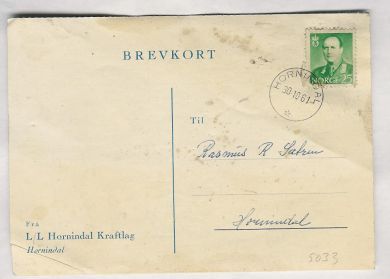 BREVKORT
HORNINDAL
30.10.61
NORGE 25
Til
Rasmus R Sætren
Hornindal
Fra
L/L Hornindal Kraftlag
Hornindal
5033